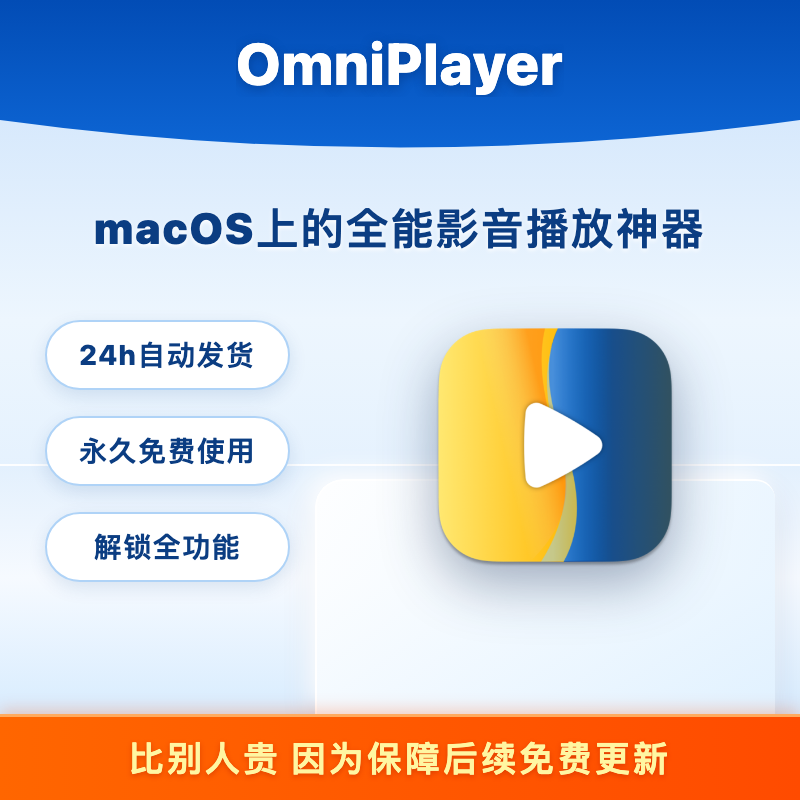 OmniPlayer
macOS上的全能影音播放神器
24h自动发货
永久免费使用
解锁全功能
比别人贵 因为保障后续免费更新